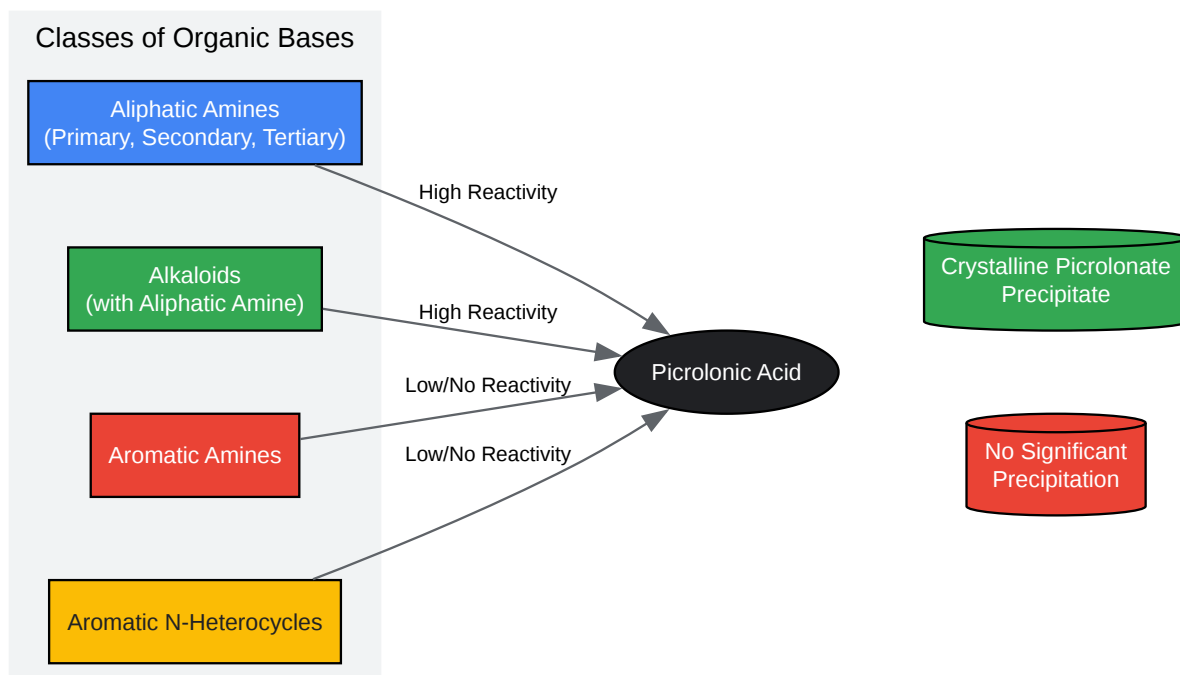 Classes of Organic Bases
Aliphatic Amines
(Primary, Secondary, Tertiary)
High Reactivity
Alkaloids
(with Aliphatic Amine)
High Reactivity
Crystalline Picrolonate
Precipitate
Picrolonic Acid
Low/No Reactivity
Aromatic Amines
Low/No Reactivity
No Significant
Precipitation
Aromatic N-Heterocycles